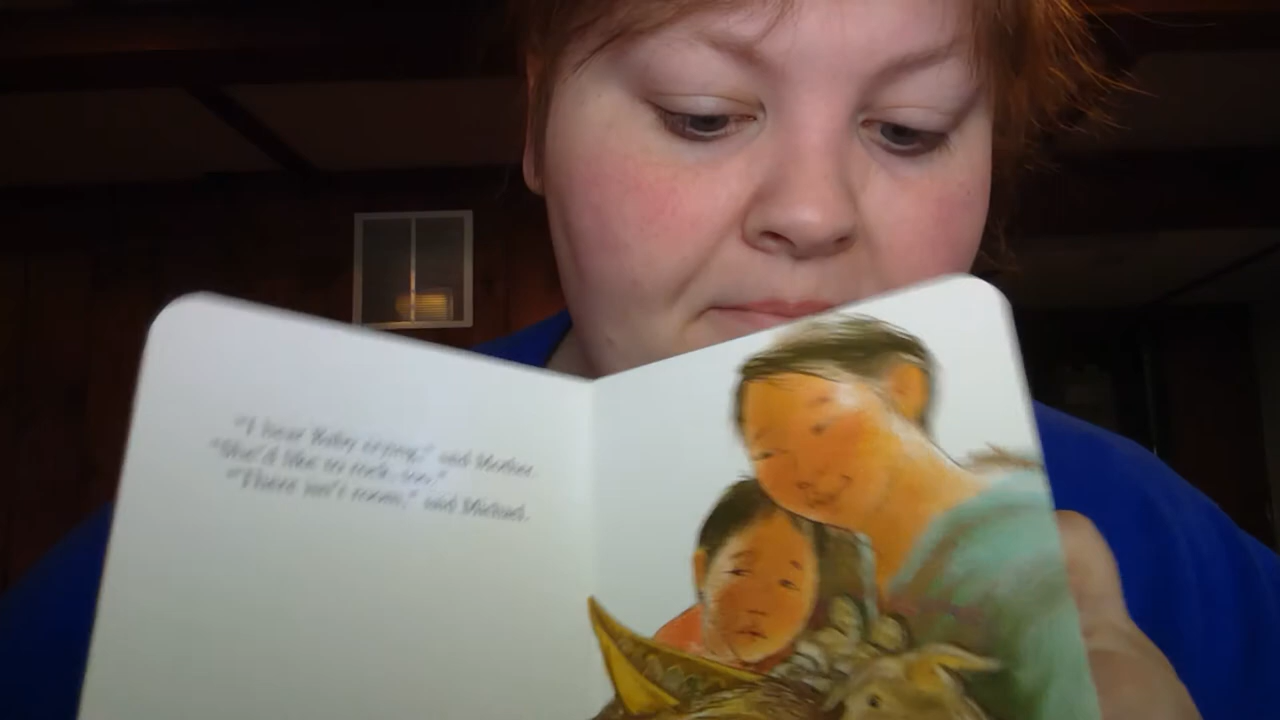 "I hear Baby crying," said Mother.
"She'd like to rock, too."
"There isn't room," said Michael.